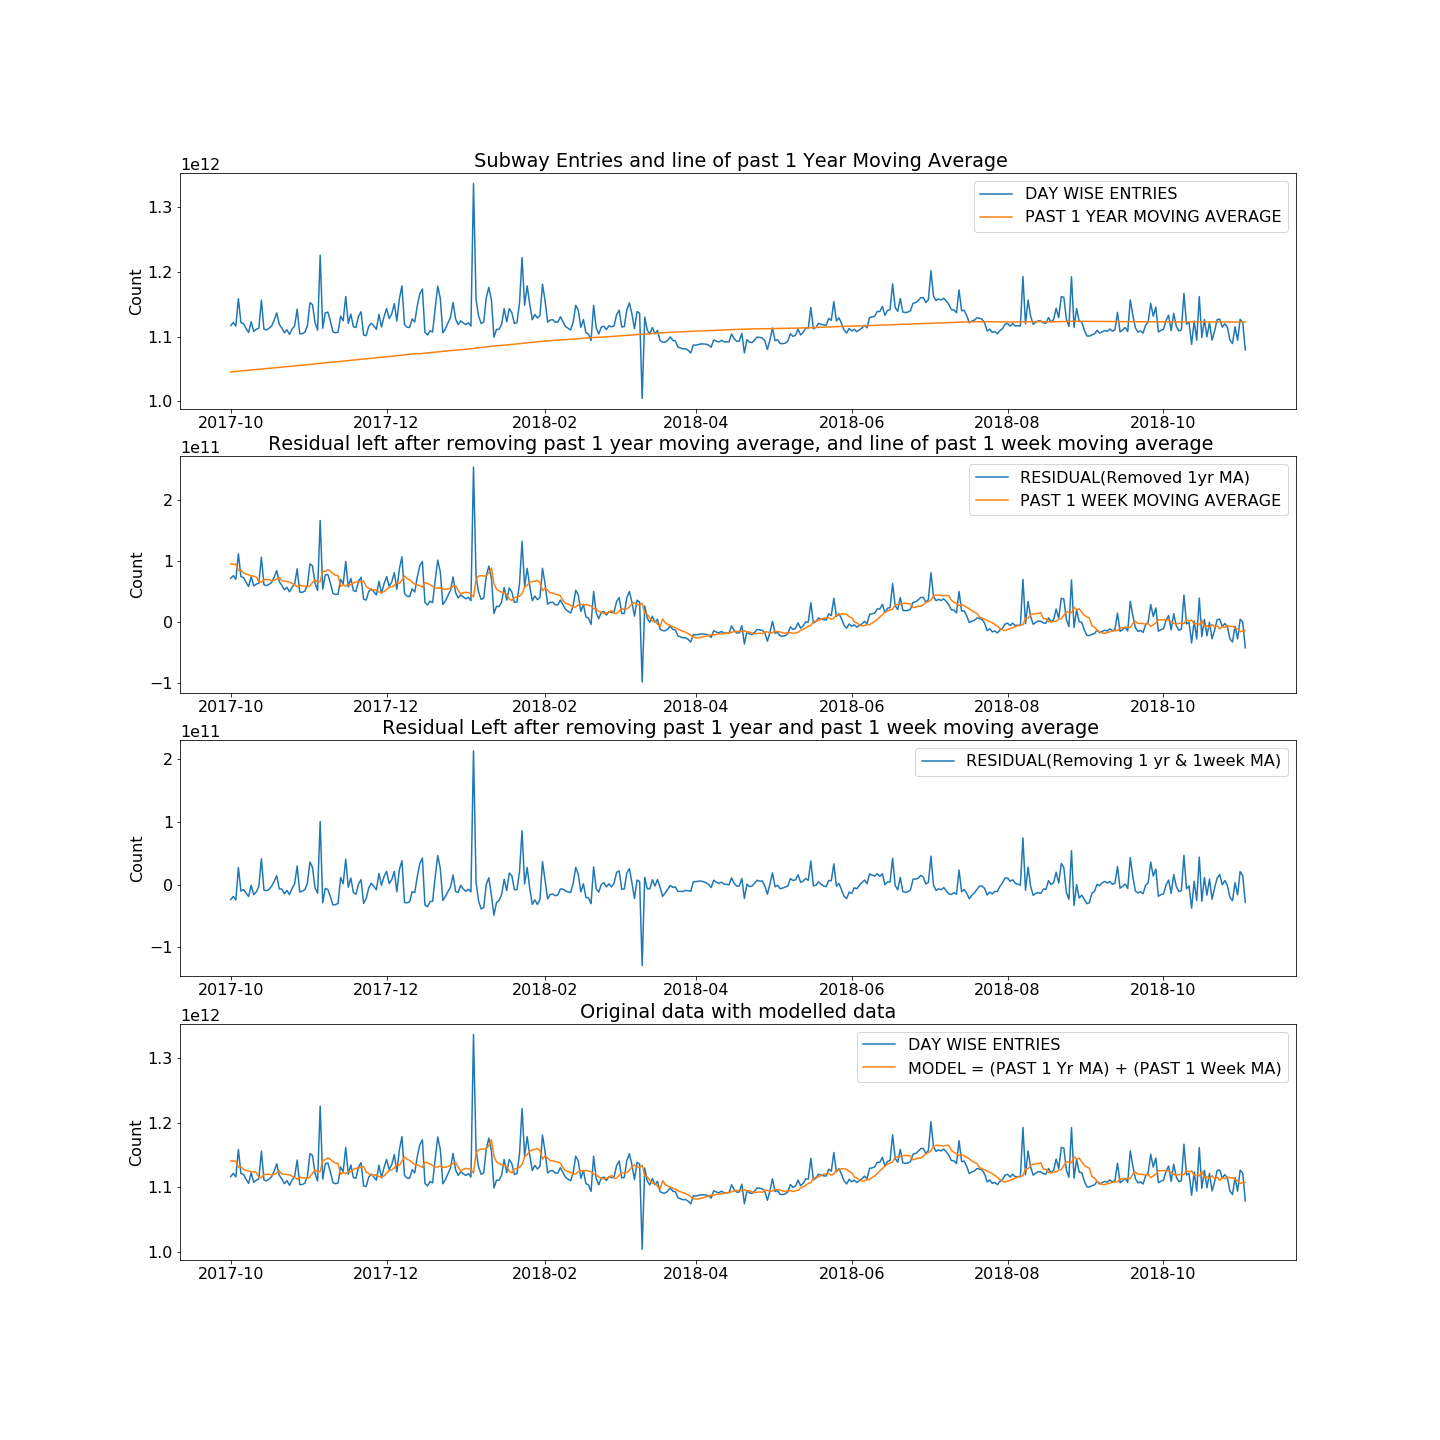 Subway Entries and line of past 1 Year Moving Average
1e12
DAY WISE ENTRIES
PAST 1 YEAR MOVING AVERAGE
Count
1.3
1.2
1.1
1.0
2017-10 2017-12 2018-02 2018-04 2018-06 2018-08 2018-10
Residual left after removing past 1 year moving average, and line of past 1 week moving average
1e11
RESIDUAL(Removed 1yr MA)
PAST 1 WEEK MOVING AVERAGE
Count
2
1
0
−1
2017-10 2017-12 2018-02 2018-04 2018-06 2018-08 2018-10
Residual Left after removing past 1 year and past 1 week moving average
1e11
RESIDUAL(Removing 1 yr & 1week MA)
Count
2
1
0
−1
2017-10 2017-12 2018-02 2018-04 2018-06 2018-08 2018-10
Original data with modelled data
1e12
DAY WISE ENTRIES
MODEL = (PAST 1 Yr MA) + (PAST 1 Week MA)
Count
1.3
1.2
1.1
1.0
2017-10 2017-12 2018-02 2018-04 2018-06 2018-08 2018-10